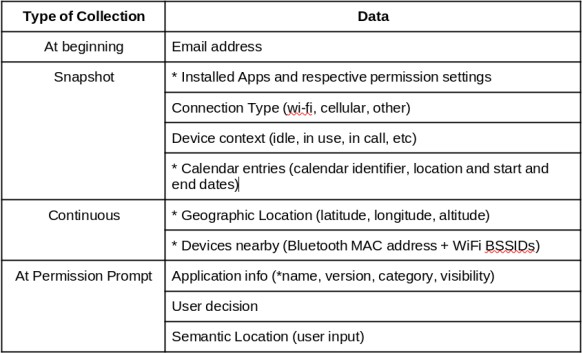 Type of Collection Data
At beginning Email address
Snapshot * Installed Apps and respective permission settings
Connection Type (wi-fi, cellular, other)
Device context (idle, in use, in call, etc)
* Calendar entries (calendar identifier, location and start and
end dates)
Continuous * Geographic Location (latitude, longitude, altitude)
* Devices nearby (Bluetooth MAC address + WiFi BSSIDs)
At Permission Prompt Application info (*name, version, category, visibility)
User decision
Semantic Location (user input)